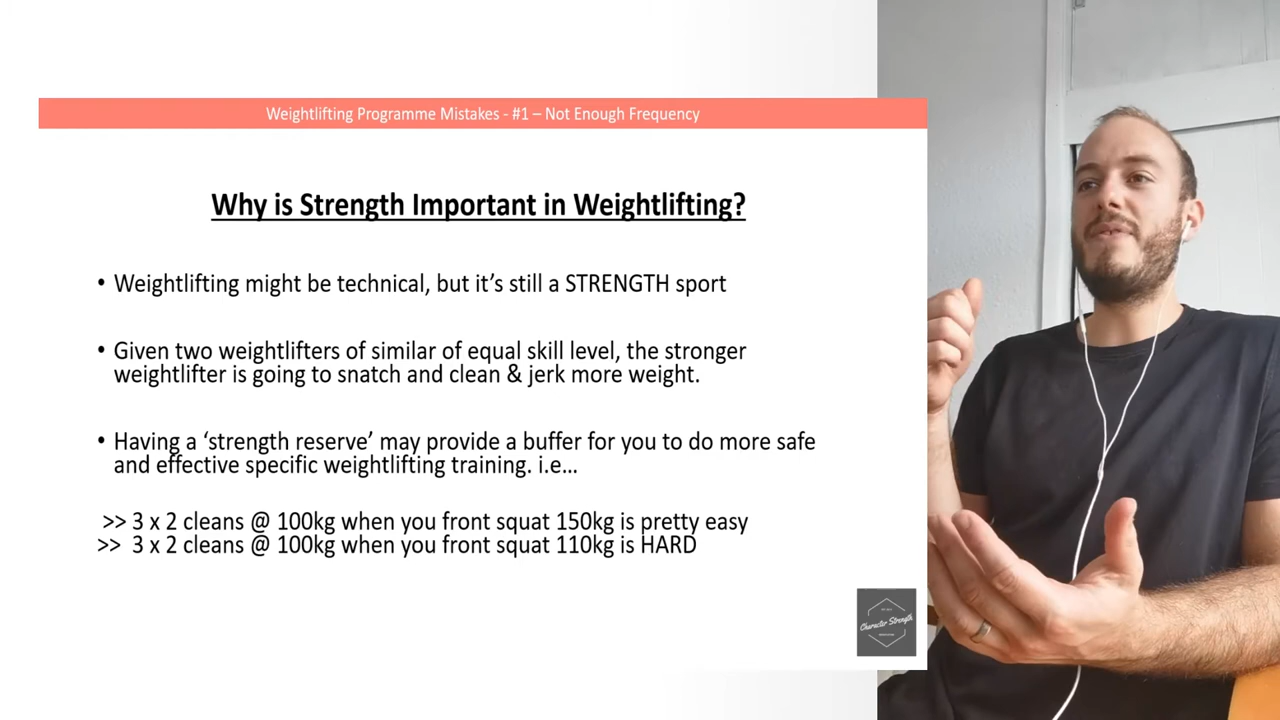 Weightlifting Programme Mistakes - #1 – Not Enough Frequency
Why is Strength Important in Weightlifting?
• Weightlifting might be technical, but it’s still a STRENGTH sport
• Given two weightlifters of similar of equal skill level, the stronger
weightlifter is going to snatch and clean & jerk more weight.
• Having a ‘strength reserve’ may provide a buffer for you to do more safe
and effective specific weightlifting training. i.e...
>> 3 x 2 cleans @ 100kg when you front squat 150kg is pretty easy
>> 3 x 2 cleans @ 100kg when you front squat 110kg is HARD
Character Strength